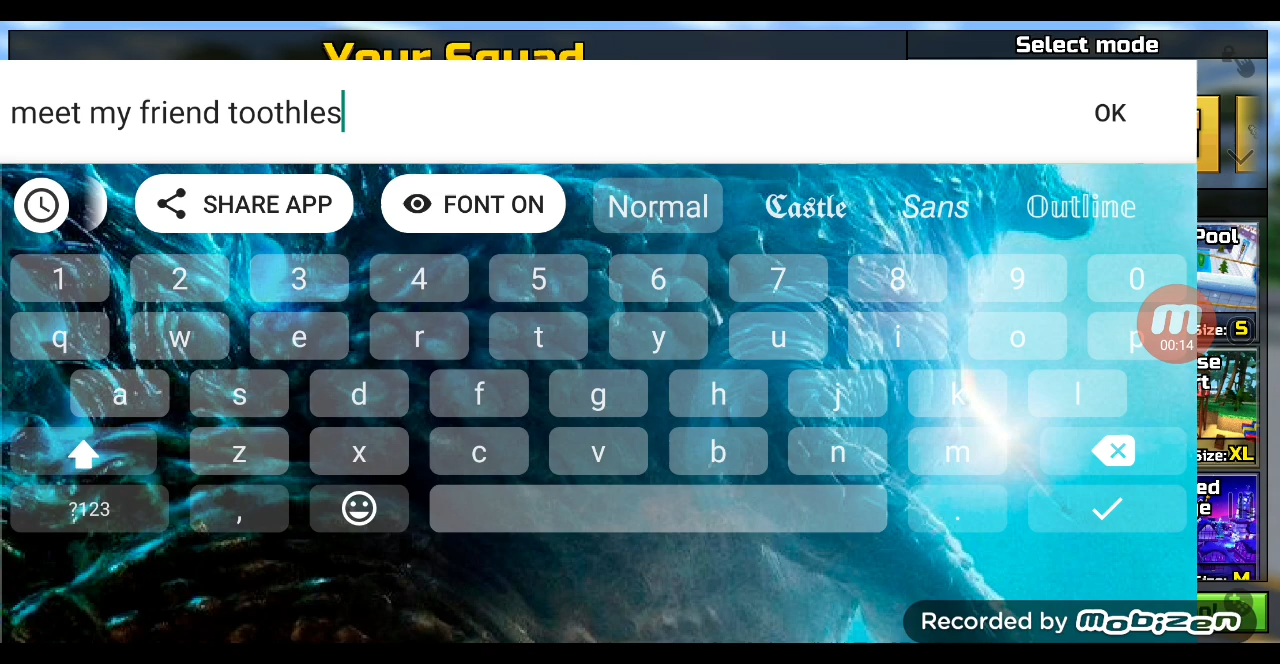 Your Squad
Select mode
meet my friend toothles
OK
SHARE APP
FONT ON
Normal
Castle
Sans
Outline
1 2 3 4 5 6 7 8 9 0
q w e r t y u i o p
a s d f g h j k l
z x c v b n m
?123 , .
Pool
Size: S
00:14
Size: XL
Size: M
Recorded by mobizen